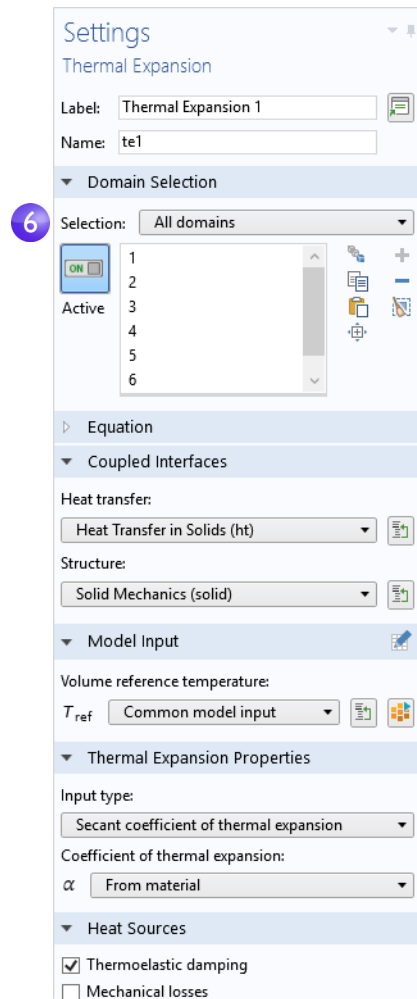 Settings
Thermal Expansion
Label: Thermal Expansion 1
Name: te1
Domain Selection
6 Selection: All domains
ON
Active
1
2
3
4
5
6
Equation
Coupled Interfaces
Heat transfer:
Heat Transfer in Solids (ht)
Structure:
Solid Mechanics (solid)
Model Input
Volume reference temperature:
T_ref Common model input
Thermal Expansion Properties
Input type:
Secant coefficient of thermal expansion
Coefficient of thermal expansion:
α From material
Heat Sources
Thermoelastic damping
Mechanical losses